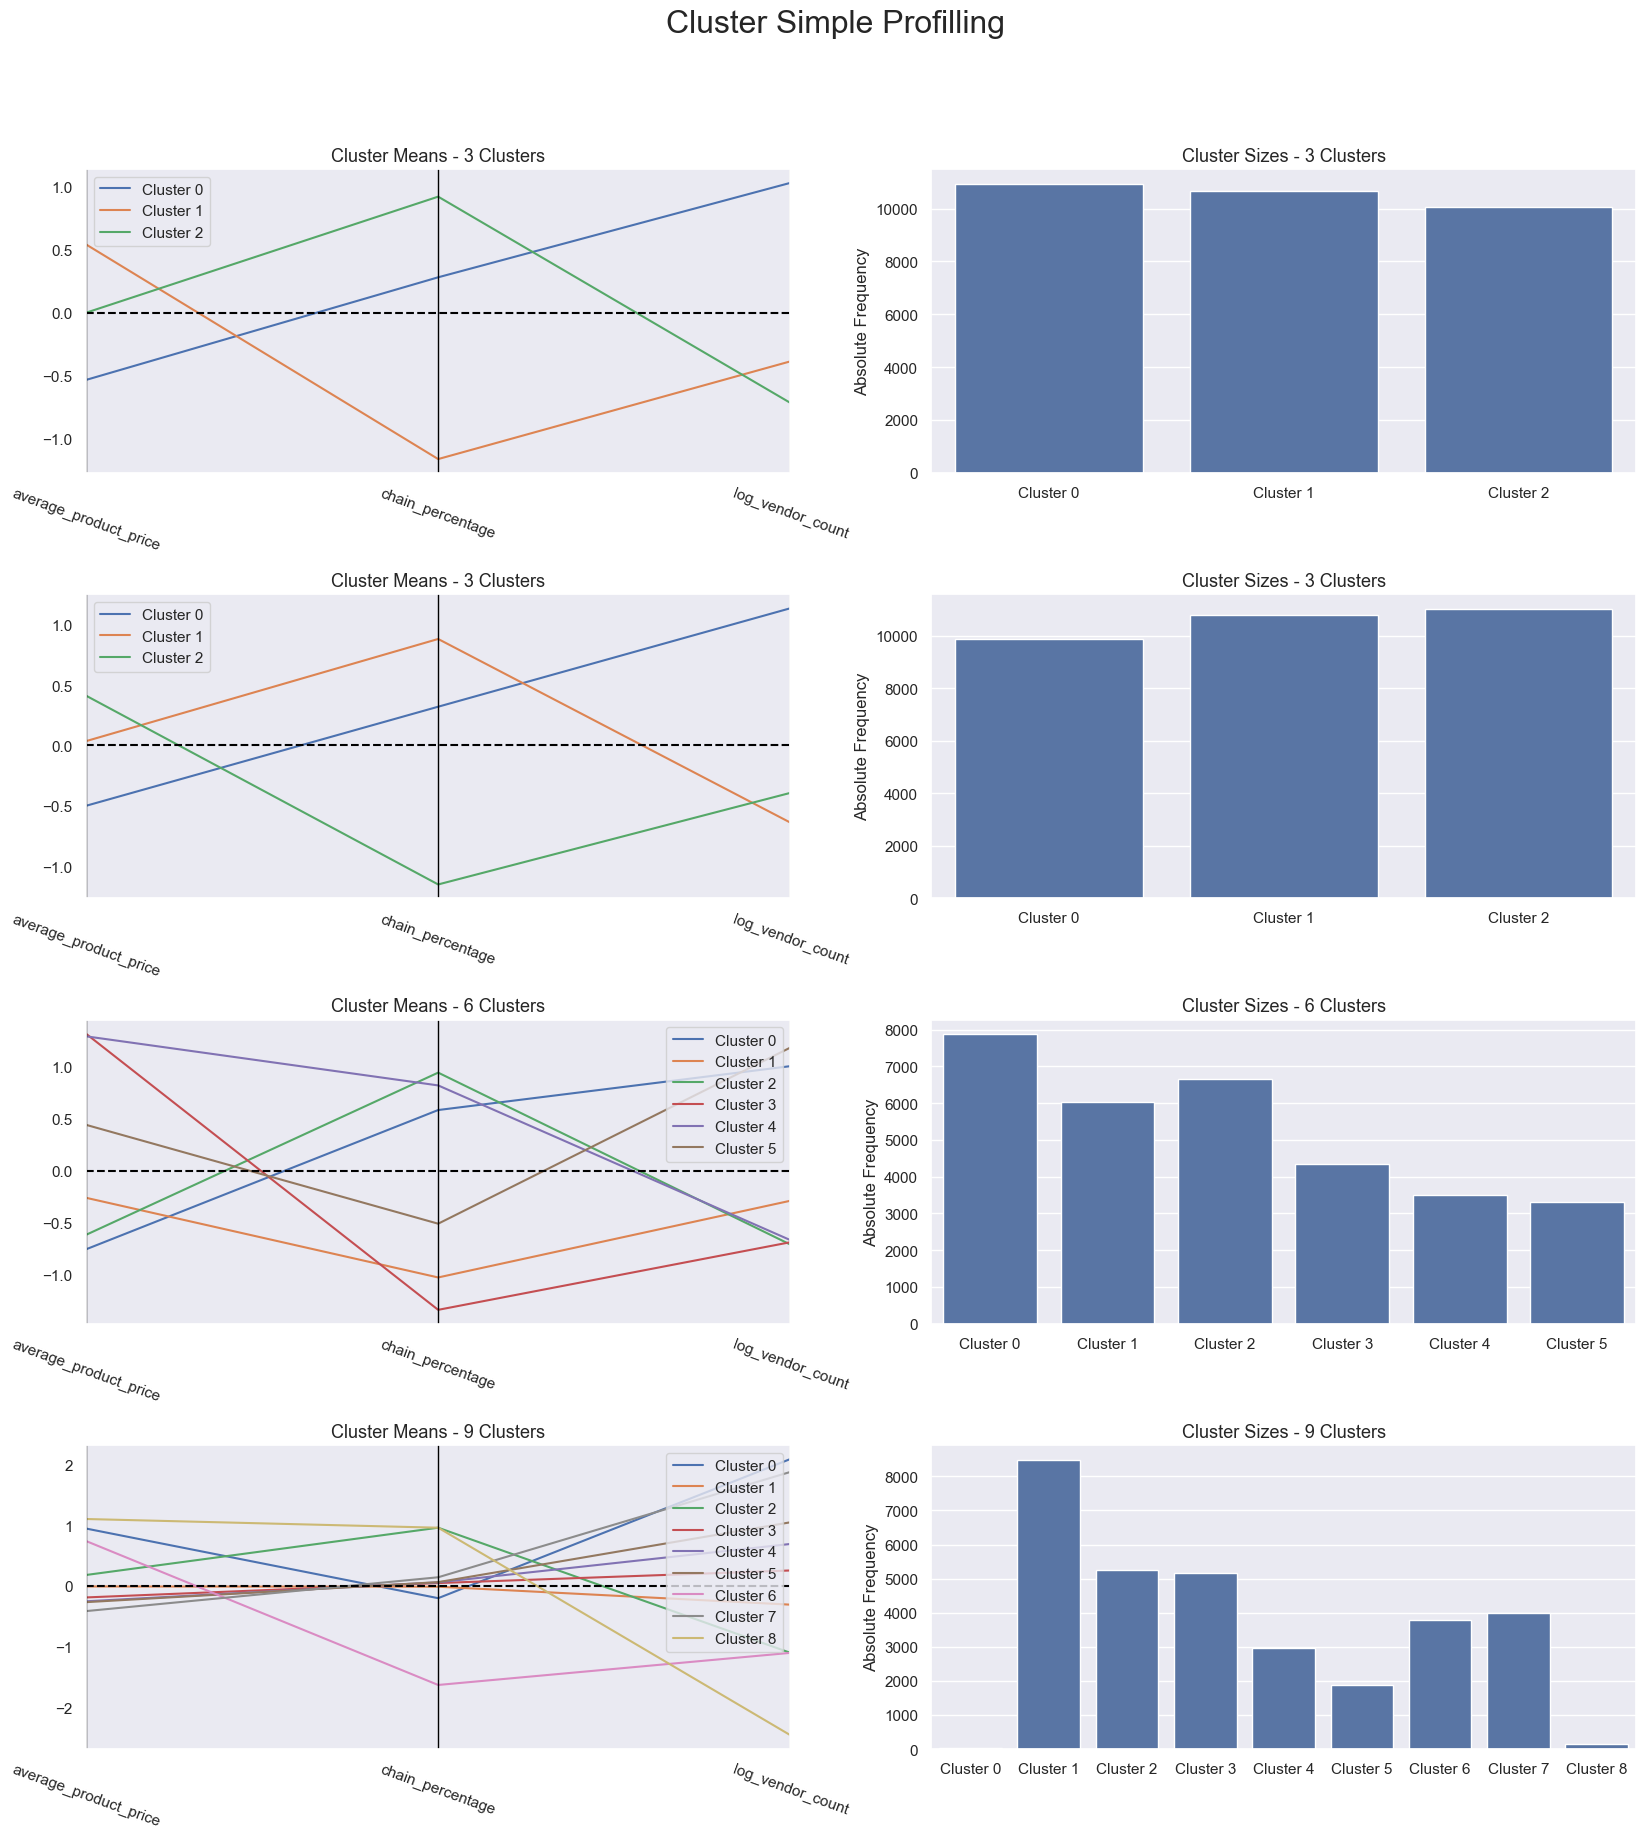 Cluster Simple Profilling
Cluster Means - 3 Clusters
1.0
0.5
0.0
−0.5
−1.0
Cluster 0
Cluster 1
Cluster 2
average_product_price
chain_percentage
log_vendor_count
Cluster Sizes - 3 Clusters
Absolute Frequency
10000
8000
6000
4000
2000
0
Cluster 0
Cluster 1
Cluster 2
Cluster Means - 3 Clusters
1.0
0.5
0.0
−0.5
−1.0
Cluster 0
Cluster 1
Cluster 2
average_product_price
chain_percentage
log_vendor_count
Cluster Sizes - 3 Clusters
Absolute Frequency
10000
8000
6000
4000
2000
0
Cluster 0
Cluster 1
Cluster 2
Cluster Means - 6 Clusters
1.0
0.5
0.0
−0.5
−1.0
Cluster 0
Cluster 1
Cluster 2
Cluster 3
Cluster 4
Cluster 5
average_product_price
chain_percentage
log_vendor_count
Cluster Sizes - 6 Clusters
Absolute Frequency
8000
7000
6000
5000
4000
3000
2000
1000
0
Cluster 0
Cluster 1
Cluster 2
Cluster 3
Cluster 4
Cluster 5
Cluster Means - 9 Clusters
2
1
0
−1
−2
Cluster 0
Cluster 1
Cluster 2
Cluster 3
Cluster 4
Cluster 5
Cluster 6
Cluster 7
Cluster 8
average_product_price
chain_percentage
log_vendor_count
Cluster Sizes - 9 Clusters
Absolute Frequency
8000
7000
6000
5000
4000
3000
2000
1000
0
Cluster 0
Cluster 1
Cluster 2
Cluster 3
Cluster 4
Cluster 5
Cluster 6
Cluster 7
Cluster 8